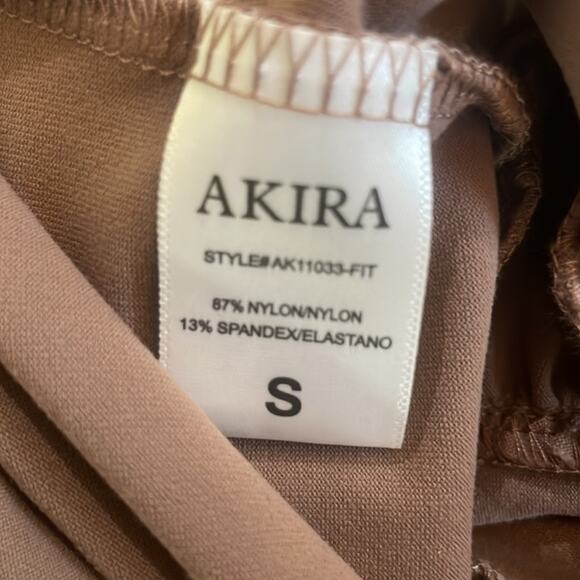 AKIRA
STYLE#AK11033-FIT
87% NYLON/NYLON
13% SPANDEX/ELASTANO
S